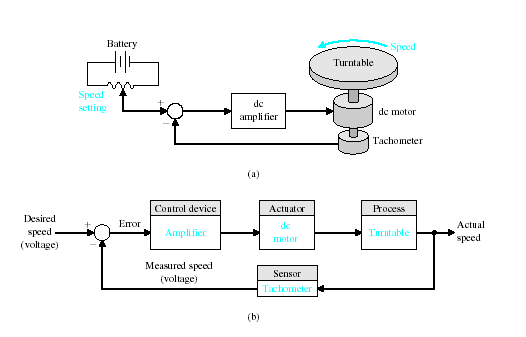 Battery
Speed
Turntable
Speed
setting
+
−
dc
amplifier
dc motor
Tachometer
(a)
Desired
speed
(voltage)
+
−
Error
Control device
Amplifier
Actuator
dc
motor
Process
Turntable
Actual
speed
Measured speed
(voltage)
Sensor
Tachometer
(b)